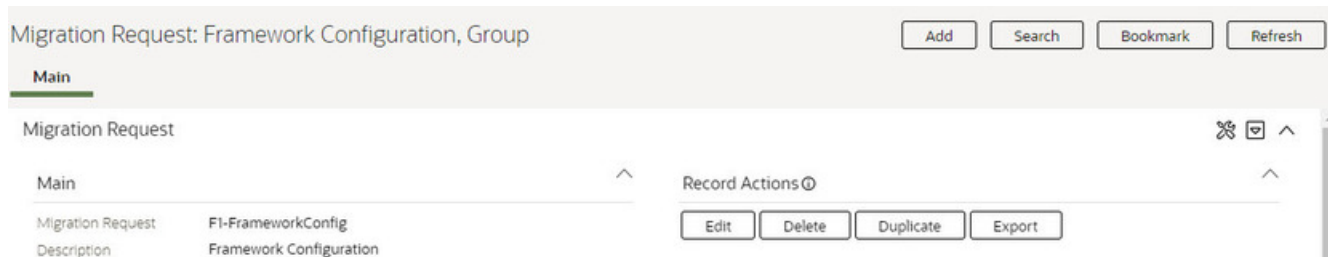 Migration Request: Framework Configuration, Group
Add Search Bookmark Refresh
Main
Migration Request
Main
Record Actions
Migration Request F1-FrameworkConfig
Edit Delete Duplicate Export
Description Framework Configuration